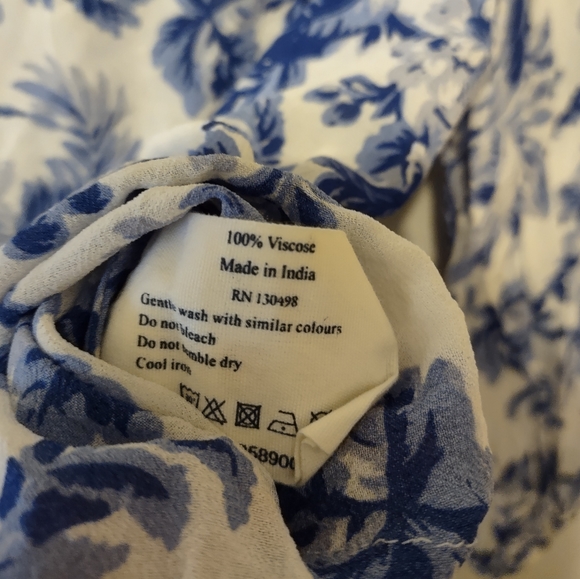 100% Viscose
Made in India
RN 130498
Gentle wash with similar colours
Do not bleach
Do not tumble dry
Cool iron